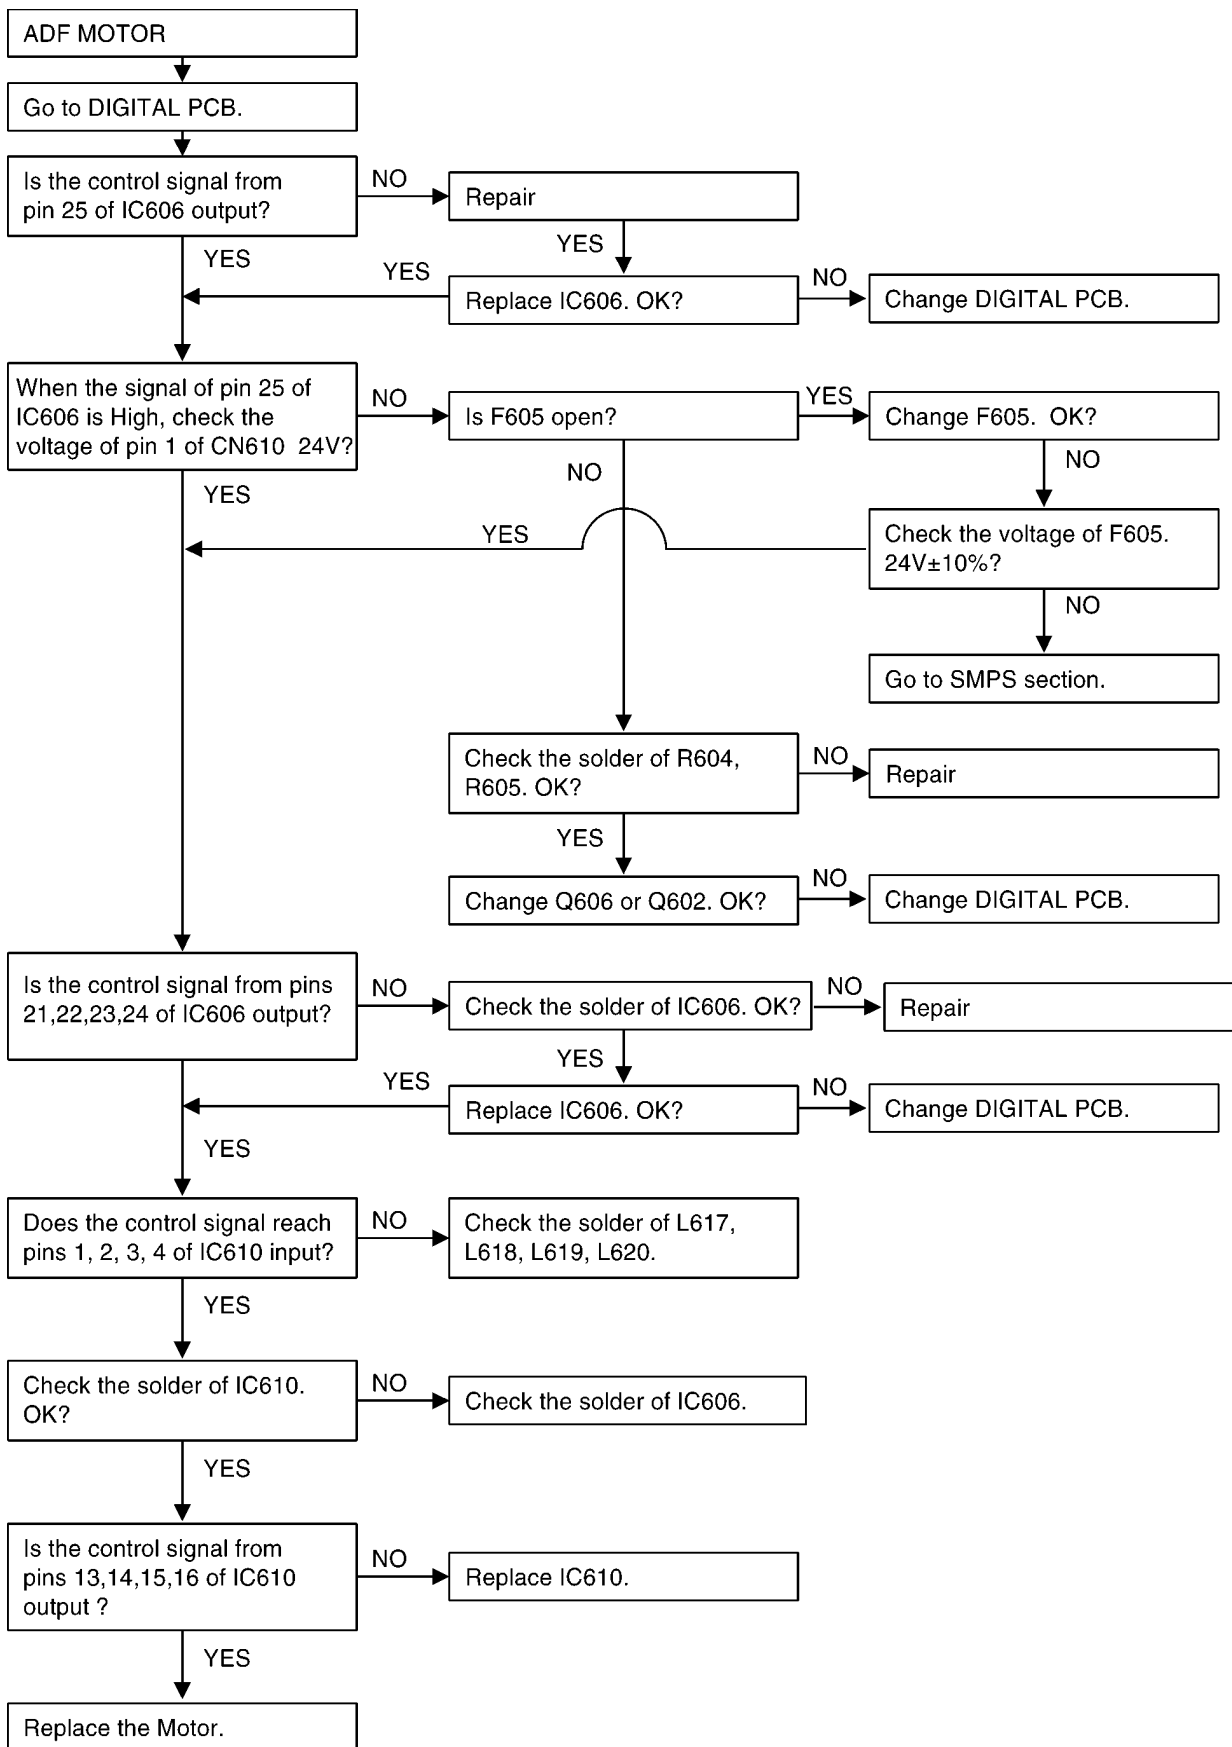 ADF MOTOR
Go to DIGITAL PCB.
Is the control signal from
pin 25 of IC606 output?
NO
Repair
YES
YES
YES
Replace IC606. OK?
NO
Change DIGITAL PCB.
When the signal of pin 25 of
IC606 is High, check the
voltage of pin 1 of CN610  24V?
NO
Is F605 open?
YES
Change F605.  OK?
YES
NO
NO
YES
Check the voltage of F605.
24V±10%?
NO
Go to SMPS section.
Check the solder of R604,
R605. OK?
NO
Repair
YES
Change Q606 or Q602. OK?
NO
Change DIGITAL PCB.
Is the control signal from pins
21,22,23,24 of IC606 output?
NO
Check the solder of IC606. OK?
NO
Repair
YES
YES
Replace IC606. OK?
NO
Change DIGITAL PCB.
YES
Does the control signal reach
pins 1, 2, 3, 4 of IC610 input?
NO
Check the solder of L617,
L618, L619, L620.
YES
Check the solder of IC610.
OK?
NO
Check the solder of IC606.
YES
Is the control signal from
pins 13,14,15,16 of IC610
output ?
NO
Replace IC610.
YES
Replace the Motor.